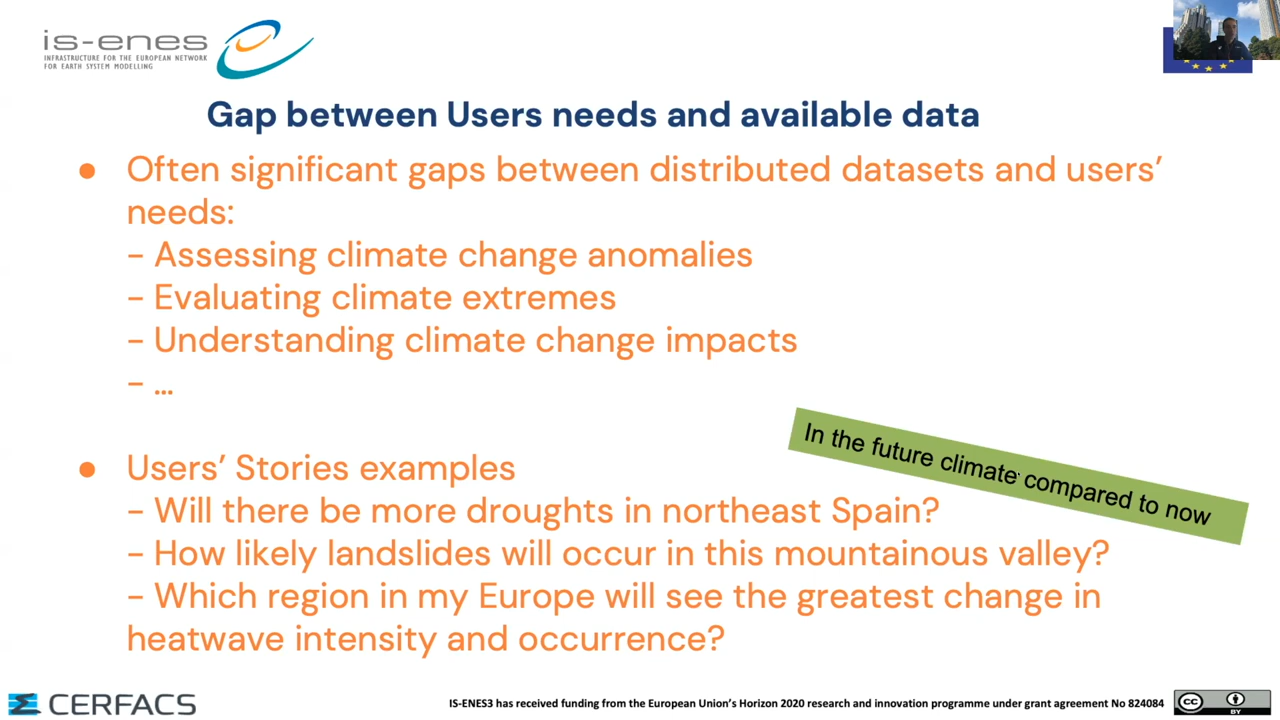 is-enes
INFRASTRUCTURE FOR THE EUROPEAN NETWORK
FOR EARTH SYSTEM MODELLING
Gap between Users needs and available data
● Often significant gaps between distributed datasets and users’
needs:
- Assessing climate change anomalies
- Evaluating climate extremes
- Understanding climate change impacts
- ...
In the future climate compared to now
● Users’ Stories examples
- Will there be more droughts in northeast Spain?
- How likely landslides will occur in this mountainous valley?
- Which region in my Europe will see the greatest change in
heatwave intensity and occurrence?
CERFACS
IS-ENES3 has received funding from the European Union’s Horizon 2020 research and innovation programme under grant agreement No 824084
cc
BY